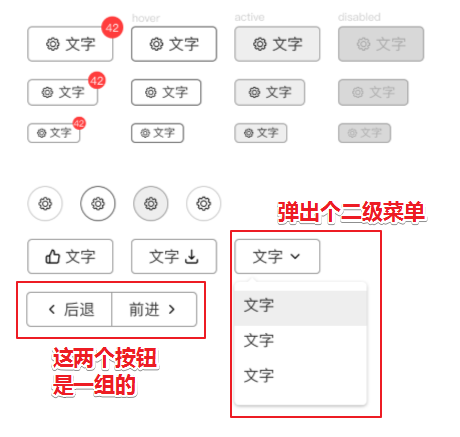 hover active disabled
文字 42 文字 文字 文字
文字 42 文字 文字 文字
文字 42 文字 文字 文字
弹出个二级菜单
文字 文字 文字
后退 前进
文字
文字
文字
这两个按钮
是一组的